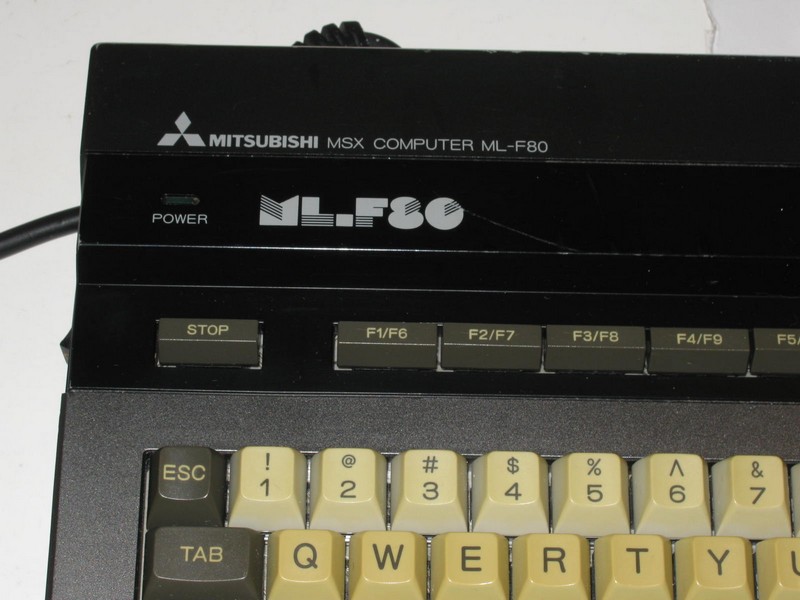 MITSUBISHI MSX COMPUTER ML-F80
POWER
ML-F80
STOP F1/F6 F2/F7 F3/F8 F4/F9 F5/
ESC ! 1 @ 2 # 3 $ 4 % 5 ^ 6 & 7
TAB Q W E R T Y U